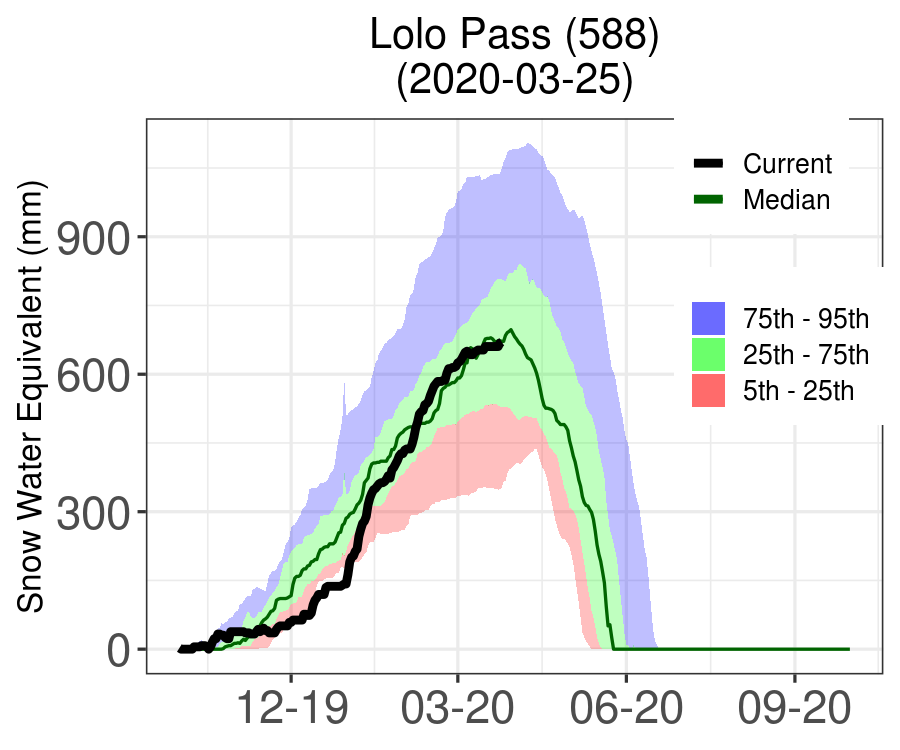 Lolo Pass (588)
(2020-03-25)
Snow Water Equivalent (mm)
900
600
300
0
12-19
03-20
06-20
09-20
Current
Median
75th - 95th
25th - 75th
5th - 25th